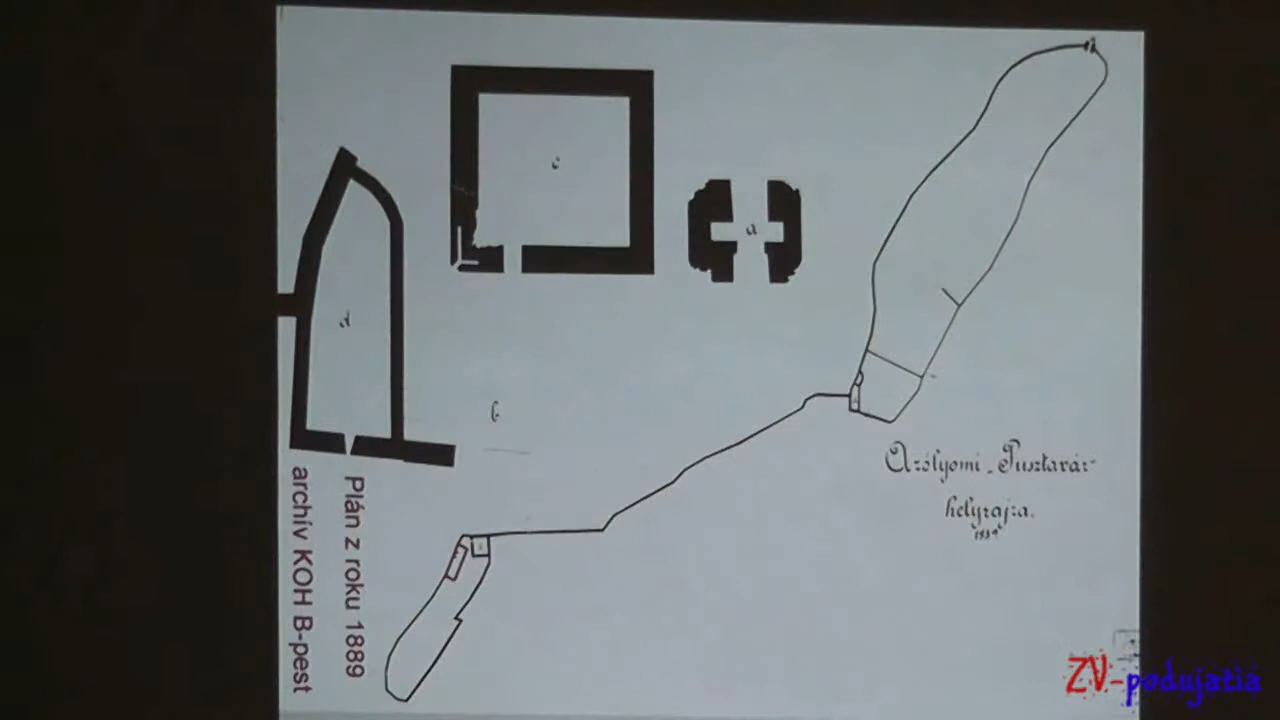 c
a
d
b
A zólyomi - Pusztavár-
helyrajza.
1889
Plán z roku 1889
archív KOH B-pest
ZV-podujatia